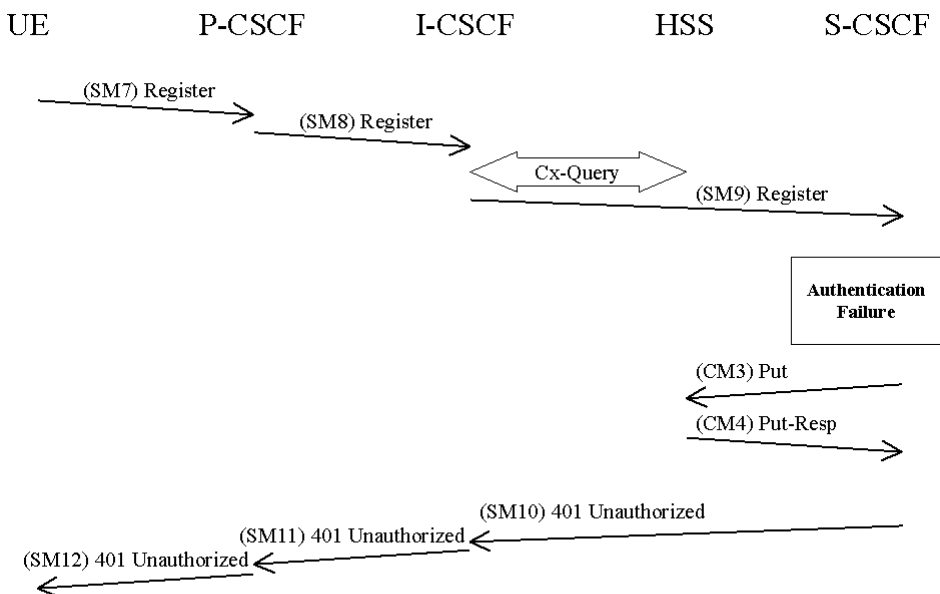 UE P-CSCF I-CSCF HSS S-CSCF
(SM7) Register
(SM8) Register
Cx-Query
(SM9) Register
Authentication
Failure
(CM3) Put
(CM4) Put-Resp
(SM10) 401 Unauthorized
(SM11) 401 Unauthorized
(SM12) 401 Unauthorized